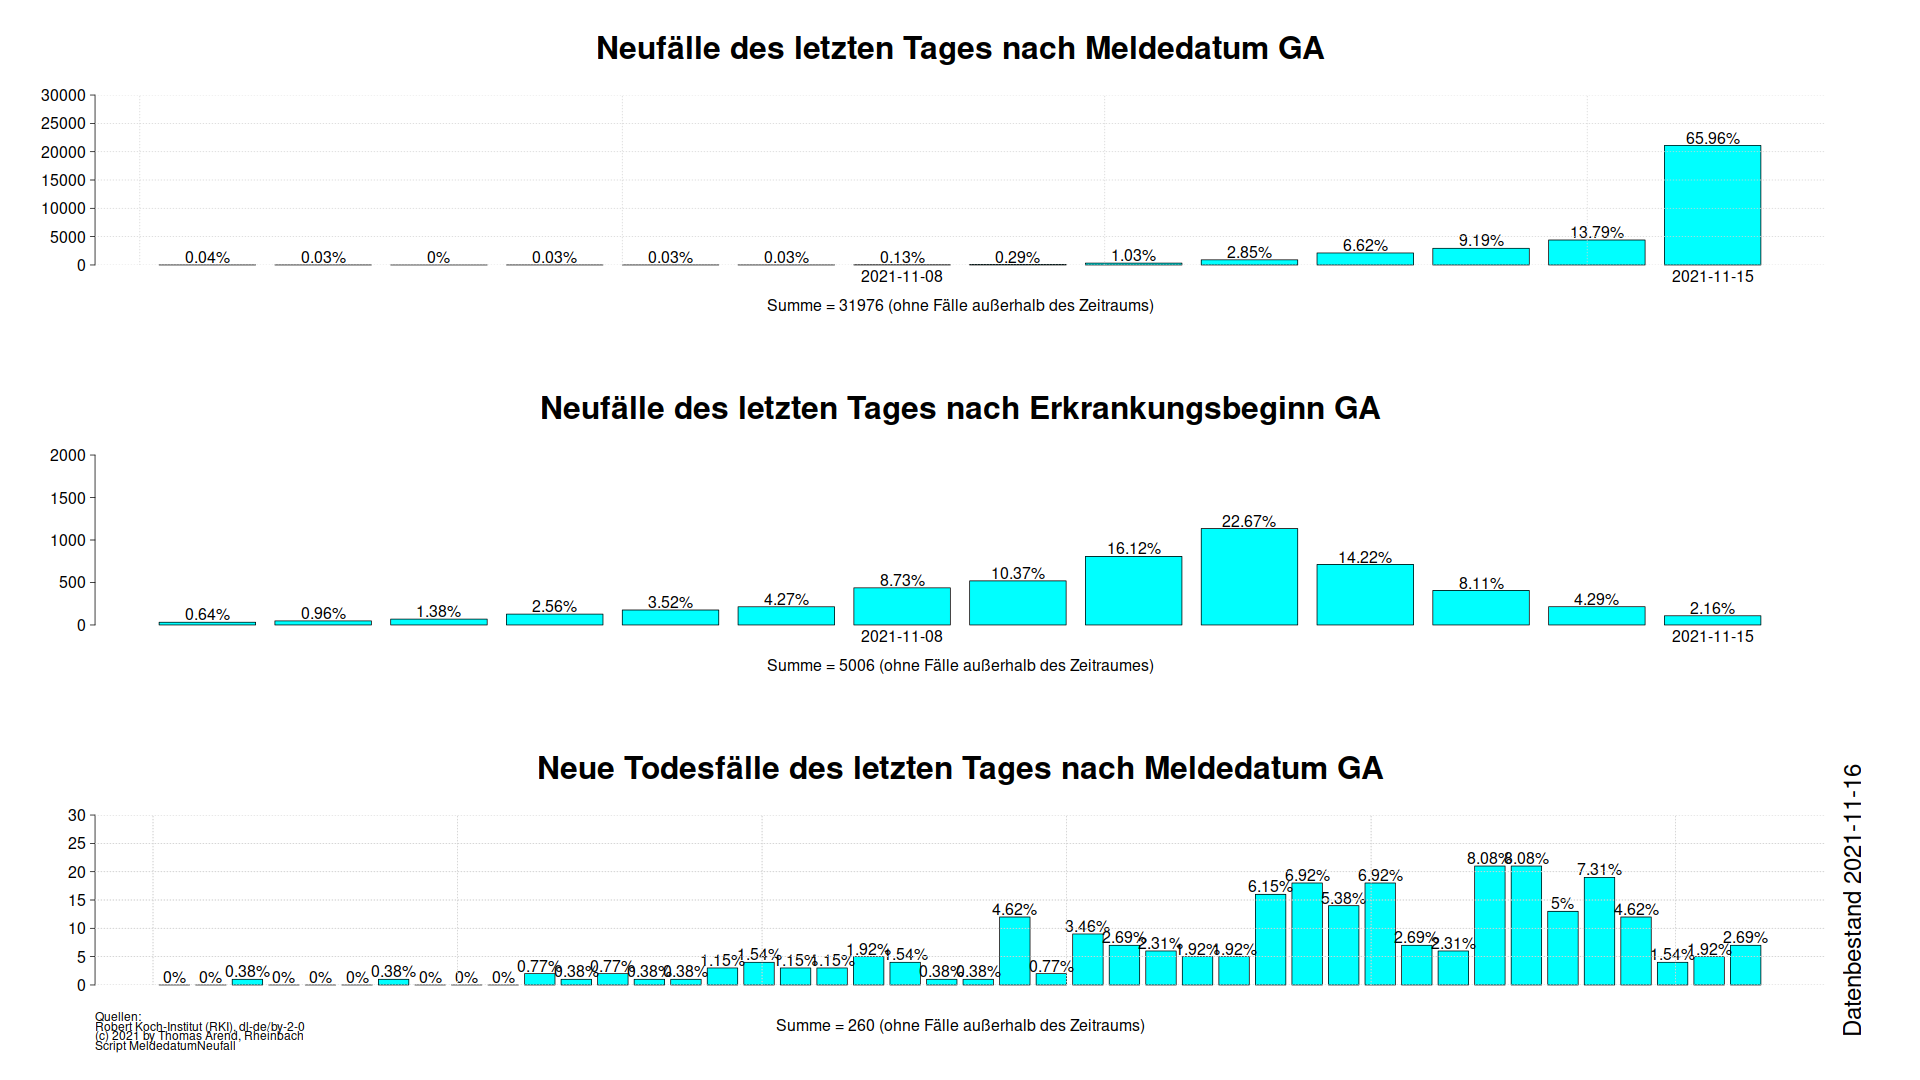 Neufälle des letzten Tages nach Meldedatum GA
30000
25000
20000
15000
10000
5000
0
0.04% 0.03% 0% 0.03% 0.03% 0.03% 0.13% 0.29% 1.03% 2.85% 6.62% 9.19% 13.79% 65.96%
2021-11-08 2021-11-15
Summe = 31976 (ohne Fälle außerhalb des Zeitraums)
Neufälle des letzten Tages nach Erkrankungsbeginn GA
2000
1500
1000
500
0
0.64% 0.96% 1.38% 2.56% 3.52% 4.27% 8.73% 10.37% 16.12% 22.67% 14.22% 8.11% 4.29% 2.16%
2021-11-08 2021-11-15
Summe = 5006 (ohne Fälle außerhalb des Zeitraumes)
Neue Todesfälle des letzten Tages nach Meldedatum GA
30
25
20
15
10
5
0
0% 0% 0.38% 0% 0% 0% 0.38% 0% 0% 0% 0.77% 0.38% 0.77% 0.38% 0.38% 1.15% 1.54% 1.15% 1.15% 1.92% 1.54% 0.38% 0.38% 4.62% 0.77% 3.46% 2.69% 2.31% 1.92% 1.92% 6.15% 6.92% 5.38% 6.92% 2.69% 2.31% 8.08% 8.08% 5% 7.31% 4.62% 1.54% 1.92% 2.69%
Summe = 260 (ohne Fälle außerhalb des Zeitraums)
Quellen:
Robert Koch-Institut (RKI), dl-de/by-2-0
(c) 2021 by Thomas Arend, Rheinbach
Script MeldedatumNeufall
Datenbestand 2021-11-16